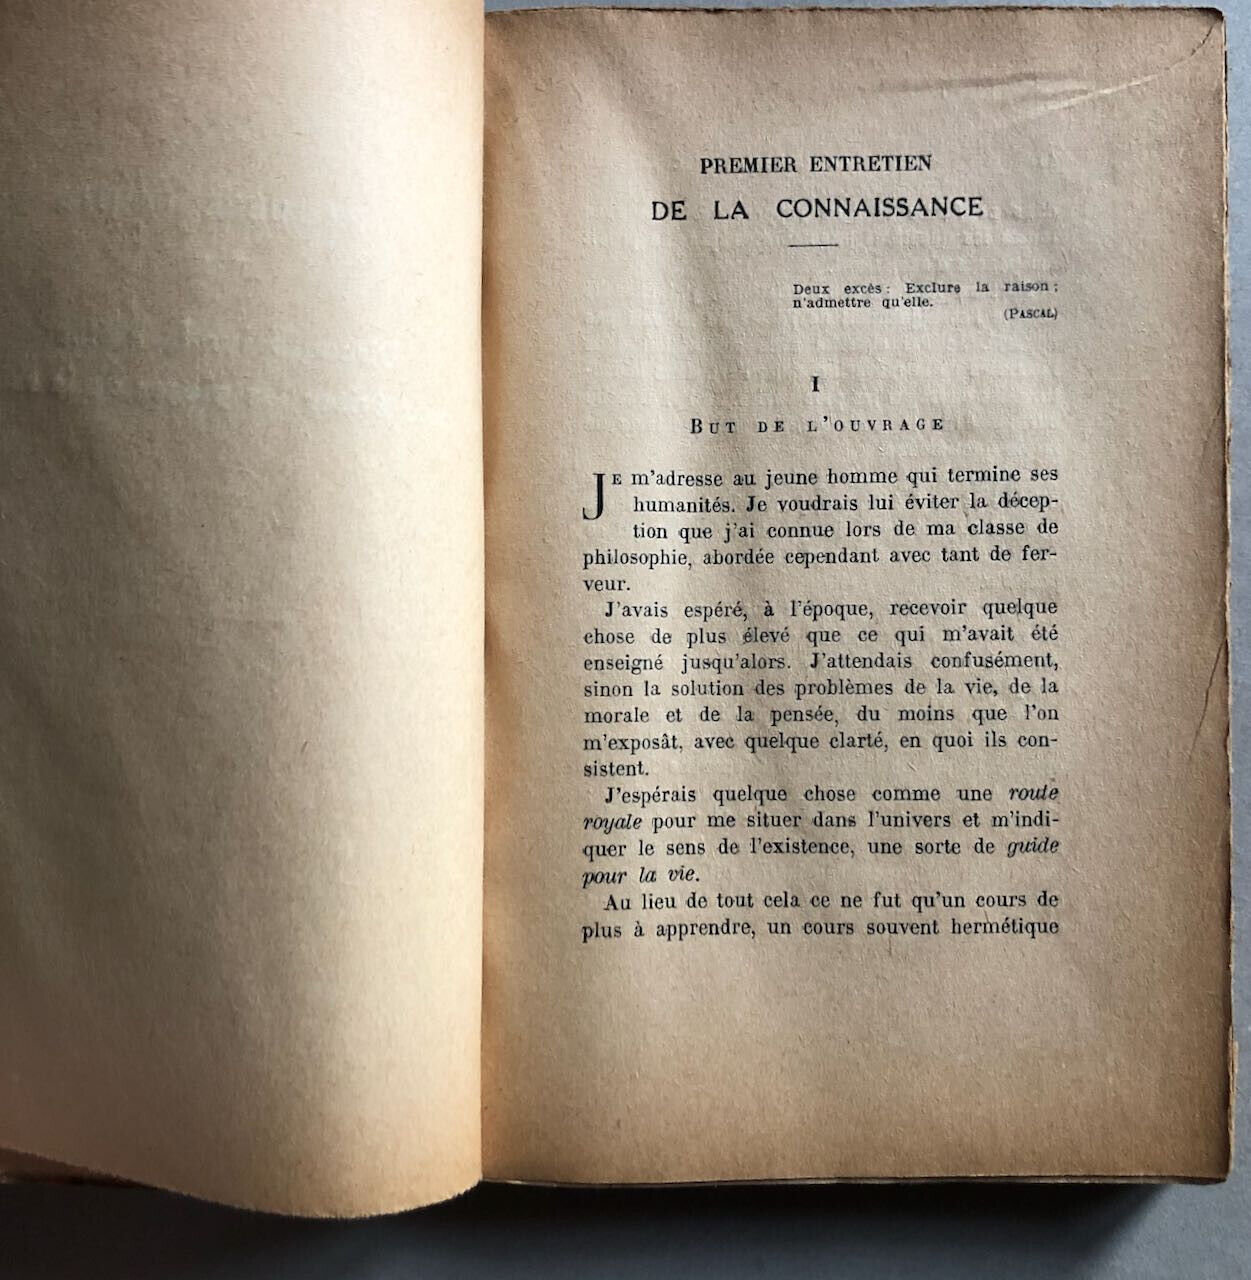 PREMIER ENTRETIEN
DE LA CONNAISSANCE
Deux excès : Exclure la raison ;
n'admettre qu'elle.
(PASCAL)
I
BUT DE L'OUVRAGE
JE m'adresse au jeune homme qui termine ses
humanités. Je voudrais lui éviter la décep-
tion que j'ai connue lors de ma classe de
philosophie, abordée cependant avec tant de fer-
veur.
J'avais espéré, à l'époque, recevoir quelque
chose de plus élevé que ce qui m'avait été
enseigné jusqu'alors. J'attendais confusément,
sinon la solution des problèmes de la vie, de la
morale et de la pensée, du moins que l'on
m'exposât, avec quelque clarté, en quoi ils con-
sistent.
J'espérais quelque chose comme une route
royale pour me situer dans l'univers et m'indi-
quer le sens de l'existence, une sorte de guide
pour la vie.
Au lieu de tout cela ce ne fut qu'un cours de
plus à apprendre, un cours souvent hermétique